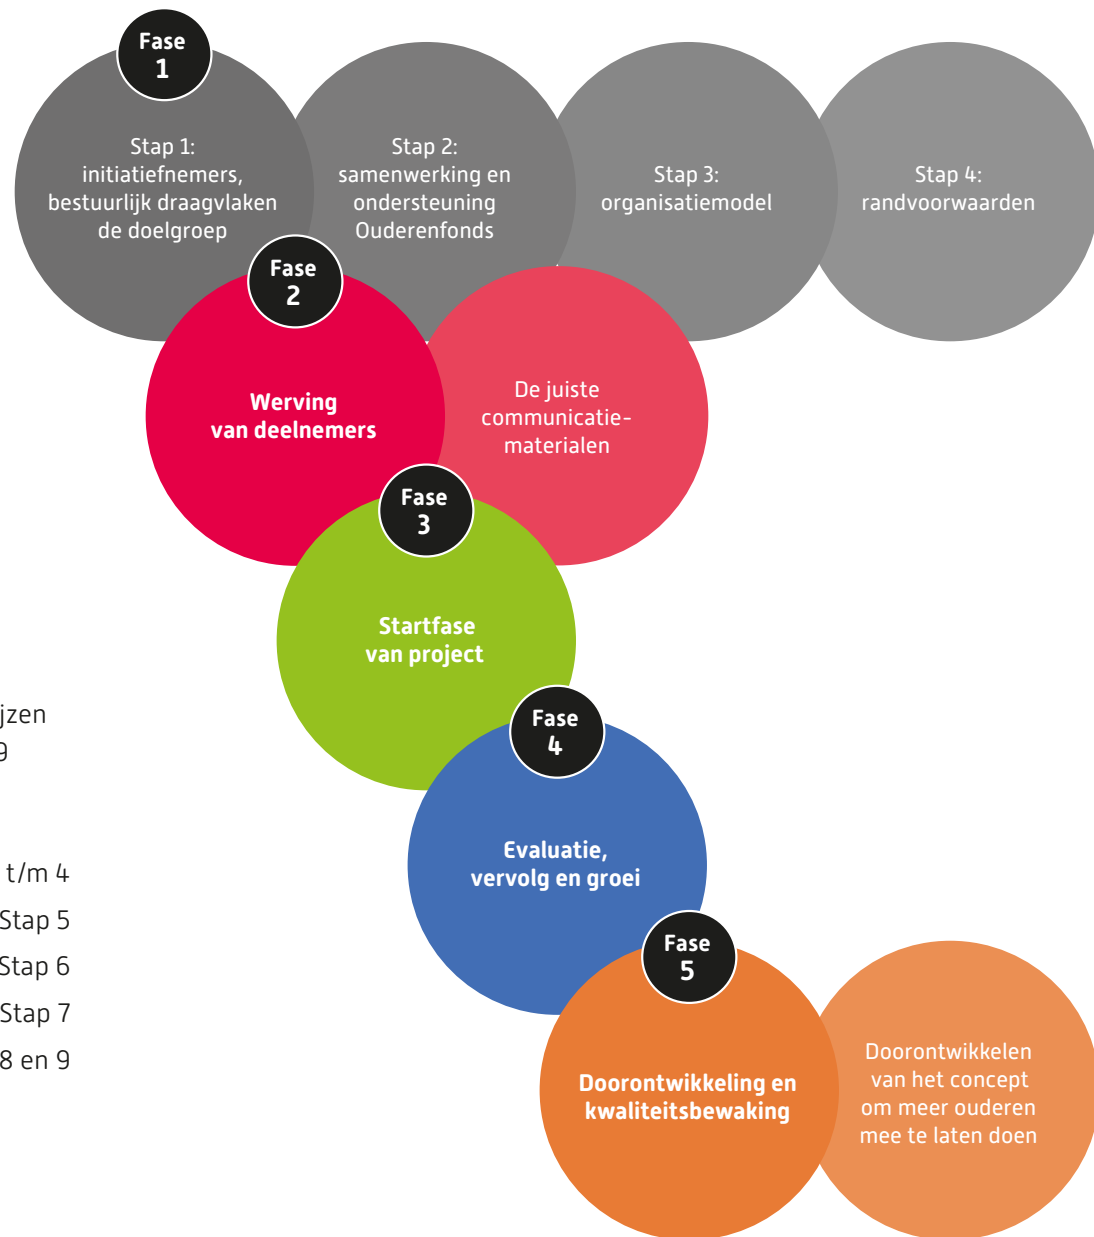 Fase
1
Stap 1:
initiatiefnemers,
bestuurlijk draagvlaken
de doelgroep
Stap 2:
samenwerking en
ondersteuning
Ouderenfonds
Stap 3:
organisatiemodel
Stap 4:
randvoorwaarden
Fase
2
Werving
van deelnemers
De juiste
communicatie-
materialen
Fase
3
Startfase
van project
ijzen
9
t/m 4
Stap 5
Stap 6
Stap 7
8 en 9
Fase
4
Evaluatie,
vervolg en groei
Fase
5
Doorontwikkeling en
kwaliteitsbewaking
Doorontwikkelen
van het concept
om meer ouderen
mee te laten doen